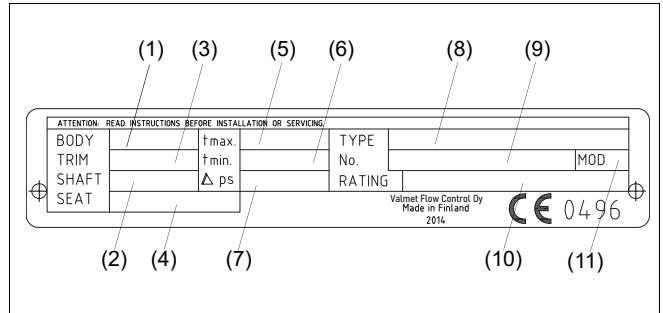 (1) (3) (5) (6) (8) (9)
ATTENTION: READ INSTRUCTIONS BEFORE INSTALLATION OR SERVICING.
BODY tmax. TYPE
TRIM tmin. No. MOD
SHAFT Δ ps RATING
SEAT
Valmet Flow Control Oy
Made in Finland
2014
CE 0496
(2) (4) (7) (10) (11)